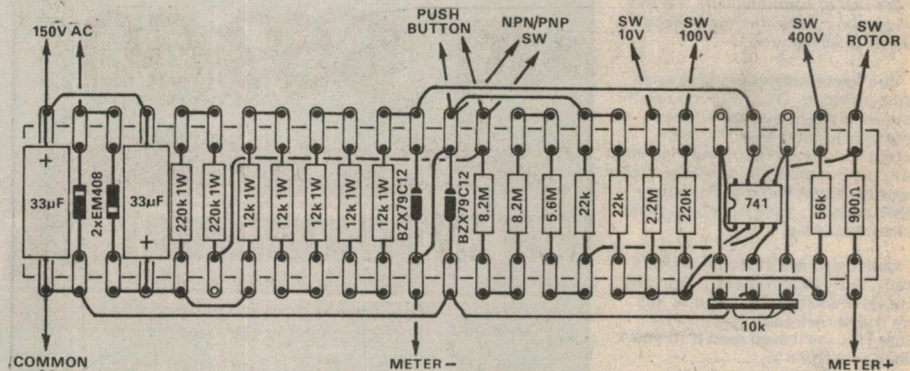 150V AC
PUSH
BUTTON
NPN/PNP
SW
SW
10V
SW
100V
SW
400V
SW
ROTOR
+
33µF
2xEM408
33µF
+
220k 1W
220k 1W
12k 1W
12k 1W
12k 1W
12k 1W
12k 1W
BZX79C12
BZX79C12
8.2M
8.2M
5.6M
22k
22k
2.2M
220k
741
56k
900Ω
10k
COMMON
METER–
METER+